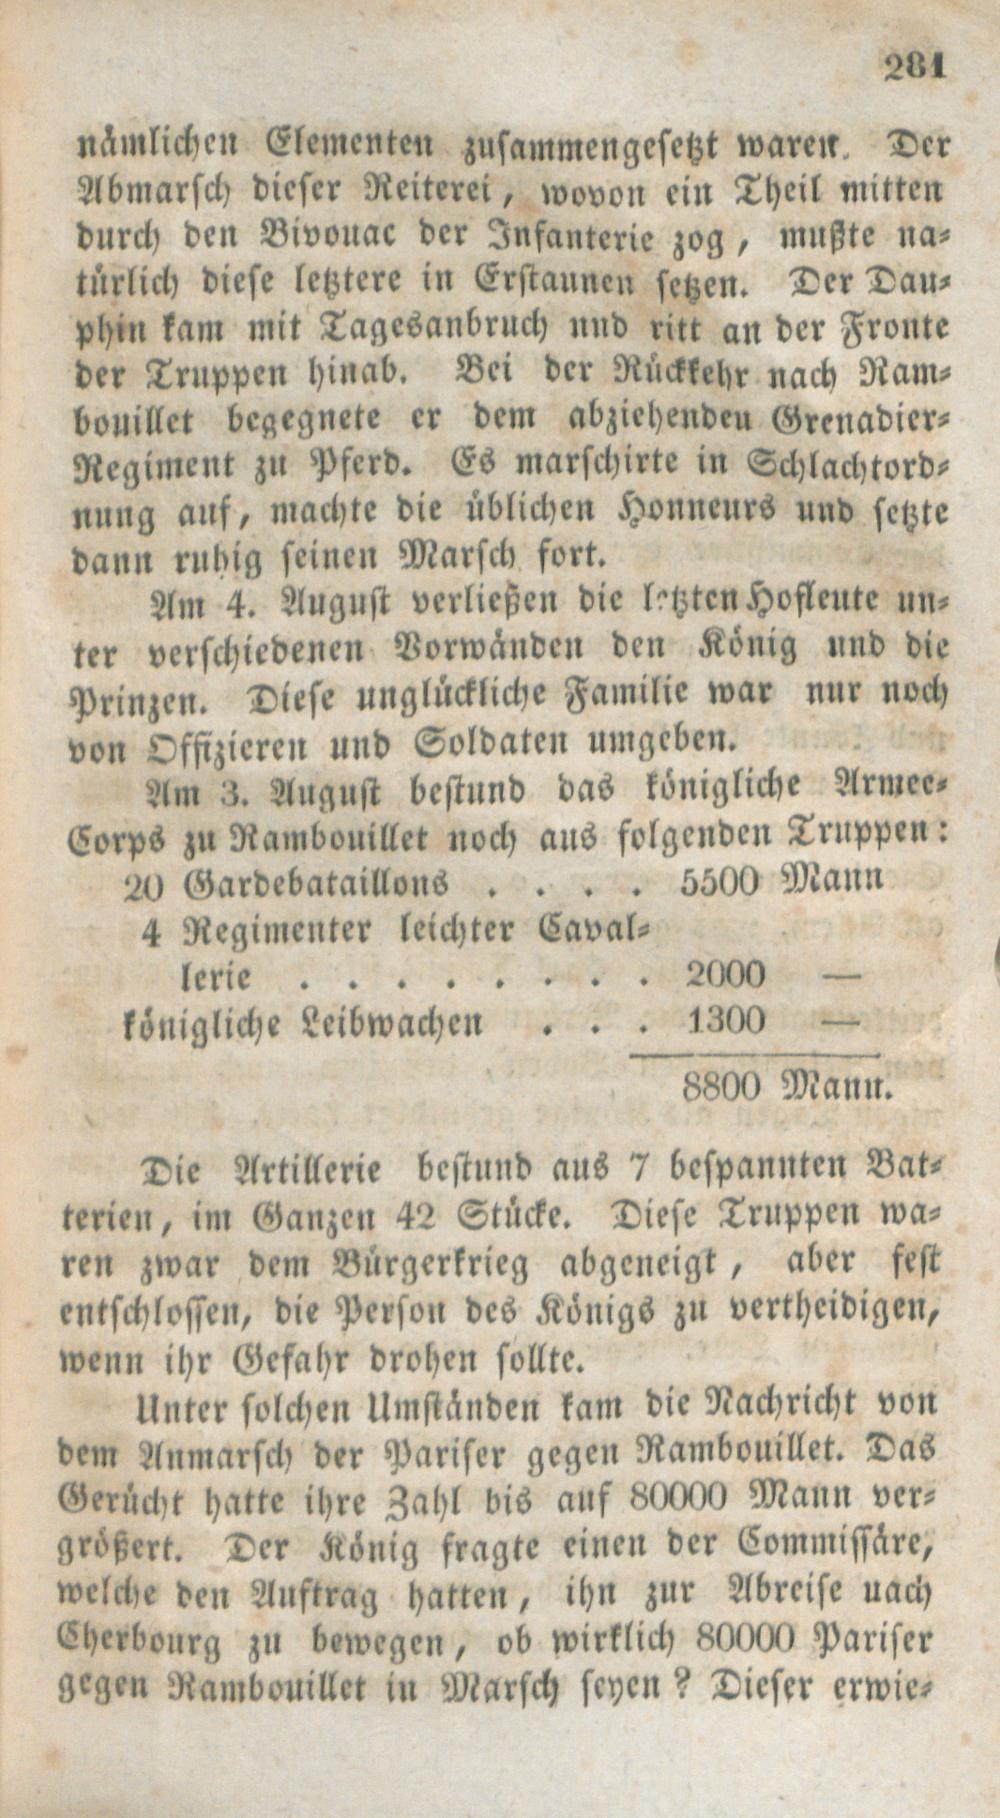 281
nämlichen Elementen zusammengesetzt waren. Der
Abmarsch dieser Reiterei, wovon ein Theil mitten
durch den Bivouac der Infanterie zog, mußte na-
türlich diese letztere in Erstaunen setzen. Der Dau-
phin kam mit Tagesanbruch und ritt an der Fronte
der Truppen hinab. Bei der Rückkehr nach Ram-
bouillet begegnete er dem abziehenden Grenadier-
Regiment zu Pferd. Es marschirte in Schlachtord-
nung auf, machte die üblichen Honneurs und setzte
dann ruhig seinen Marsch fort.
Am 4. August verließen die letzten Hofleute un-
ter verschiedenen Vorwänden den König und die
Prinzen. Diese unglückliche Familie war nur noch
von Offizieren und Soldaten umgeben.
Am 3. August bestund das königliche Armee-
Corps zu Rambouillet noch aus folgenden Truppen:
20 Gardebataillons . . . . 5500 Mann
4 Regimenter leichter Caval-
lerie . . . . . . . . 2000 —
königliche Leibwachen . . . 1300 —
8800 Mann.
Die Artillerie bestund aus 7 bespannten Bat-
terien, im Ganzen 42 Stücke. Diese Truppen wa-
ren zwar dem Bürgerkrieg abgeneigt, aber fest
entschlossen, die Person des Königs zu vertheidigen,
wenn ihr Gefahr drohen sollte.
Unter solchen Umständen kam die Nachricht von
dem Anmarsch der Pariser gegen Rambouillet. Das
Gerücht hatte ihre Zahl bis auf 80000 Mann ver-
größert. Der König fragte einen der Commissäre,
welche den Auftrag hatten, ihn zur Abreise nach
Cherbourg zu bewegen, ob wirklich 80000 Pariser
gegen Rambouillet in Marsch seyen? Dieser erwie-